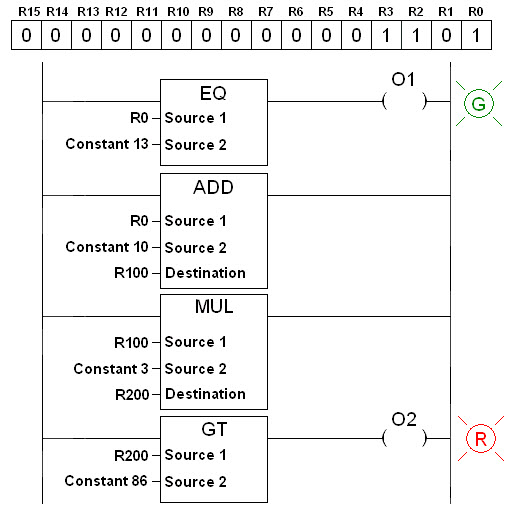 R15 R14 R13 R12 R11 R10 R9 R8 R7 R6 R5 R4 R3 R2 R1 R0
0 0 0 0 0 0 0 0 0 0 0 0 1 1 0 1
EQ
O1
G
R0 Source 1
Constant 13 Source 2
ADD
R0 Source 1
Constant 10 Source 2
R100 Destination
MUL
R100 Source 1
Constant 3 Source 2
R200 Destination
GT
O2
R
R200 Source 1
Constant 86 Source 2